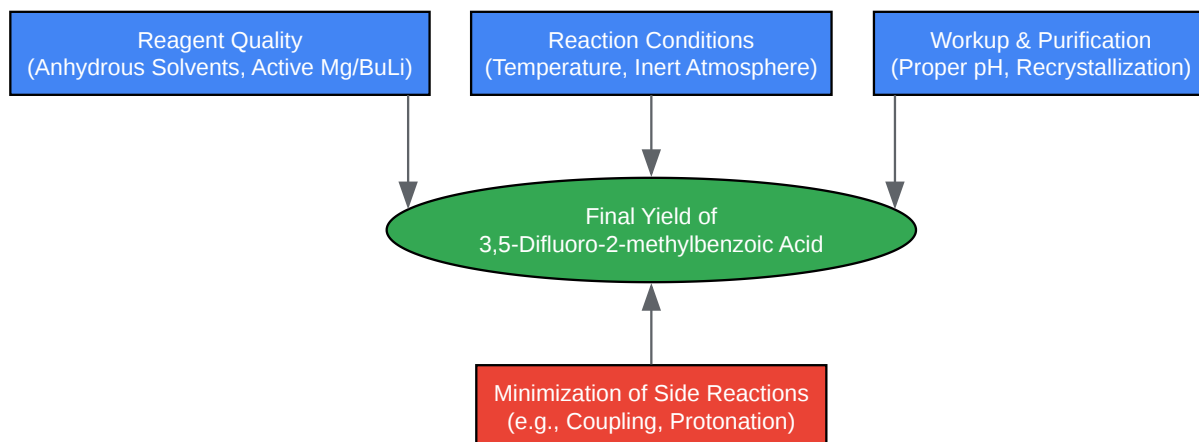 Reagent Quality
(Anhydrous Solvents, Active Mg/BuLi)
Reaction Conditions
(Temperature, Inert Atmosphere)
Workup & Purification
(Proper pH, Recrystallization)
Final Yield of
3,5-Difluoro-2-methylbenzoic Acid
Minimization of Side Reactions
(e.g., Coupling, Protonation)